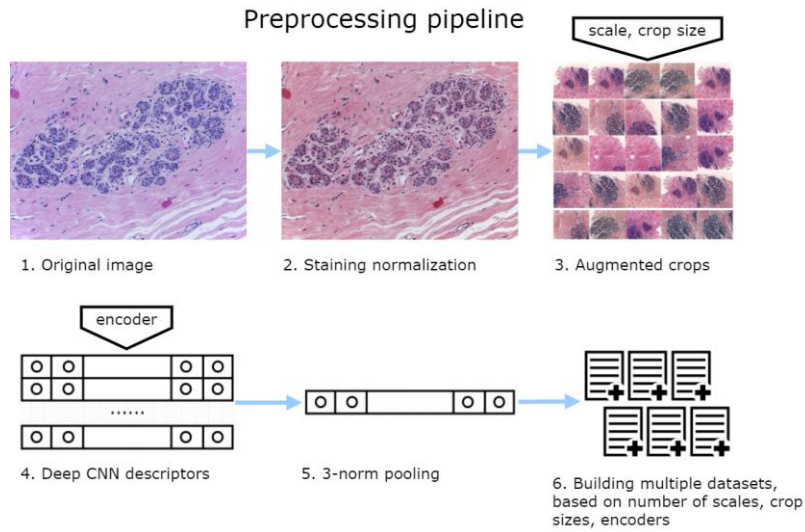 Preprocessing pipeline
scale, crop size
1. Original image
2. Staining normalization
3. Augmented crops
encoder
......
4. Deep CNN descriptors
5. 3-norm pooling
6. Building multiple datasets,
based on number of scales, crop
sizes, encoders